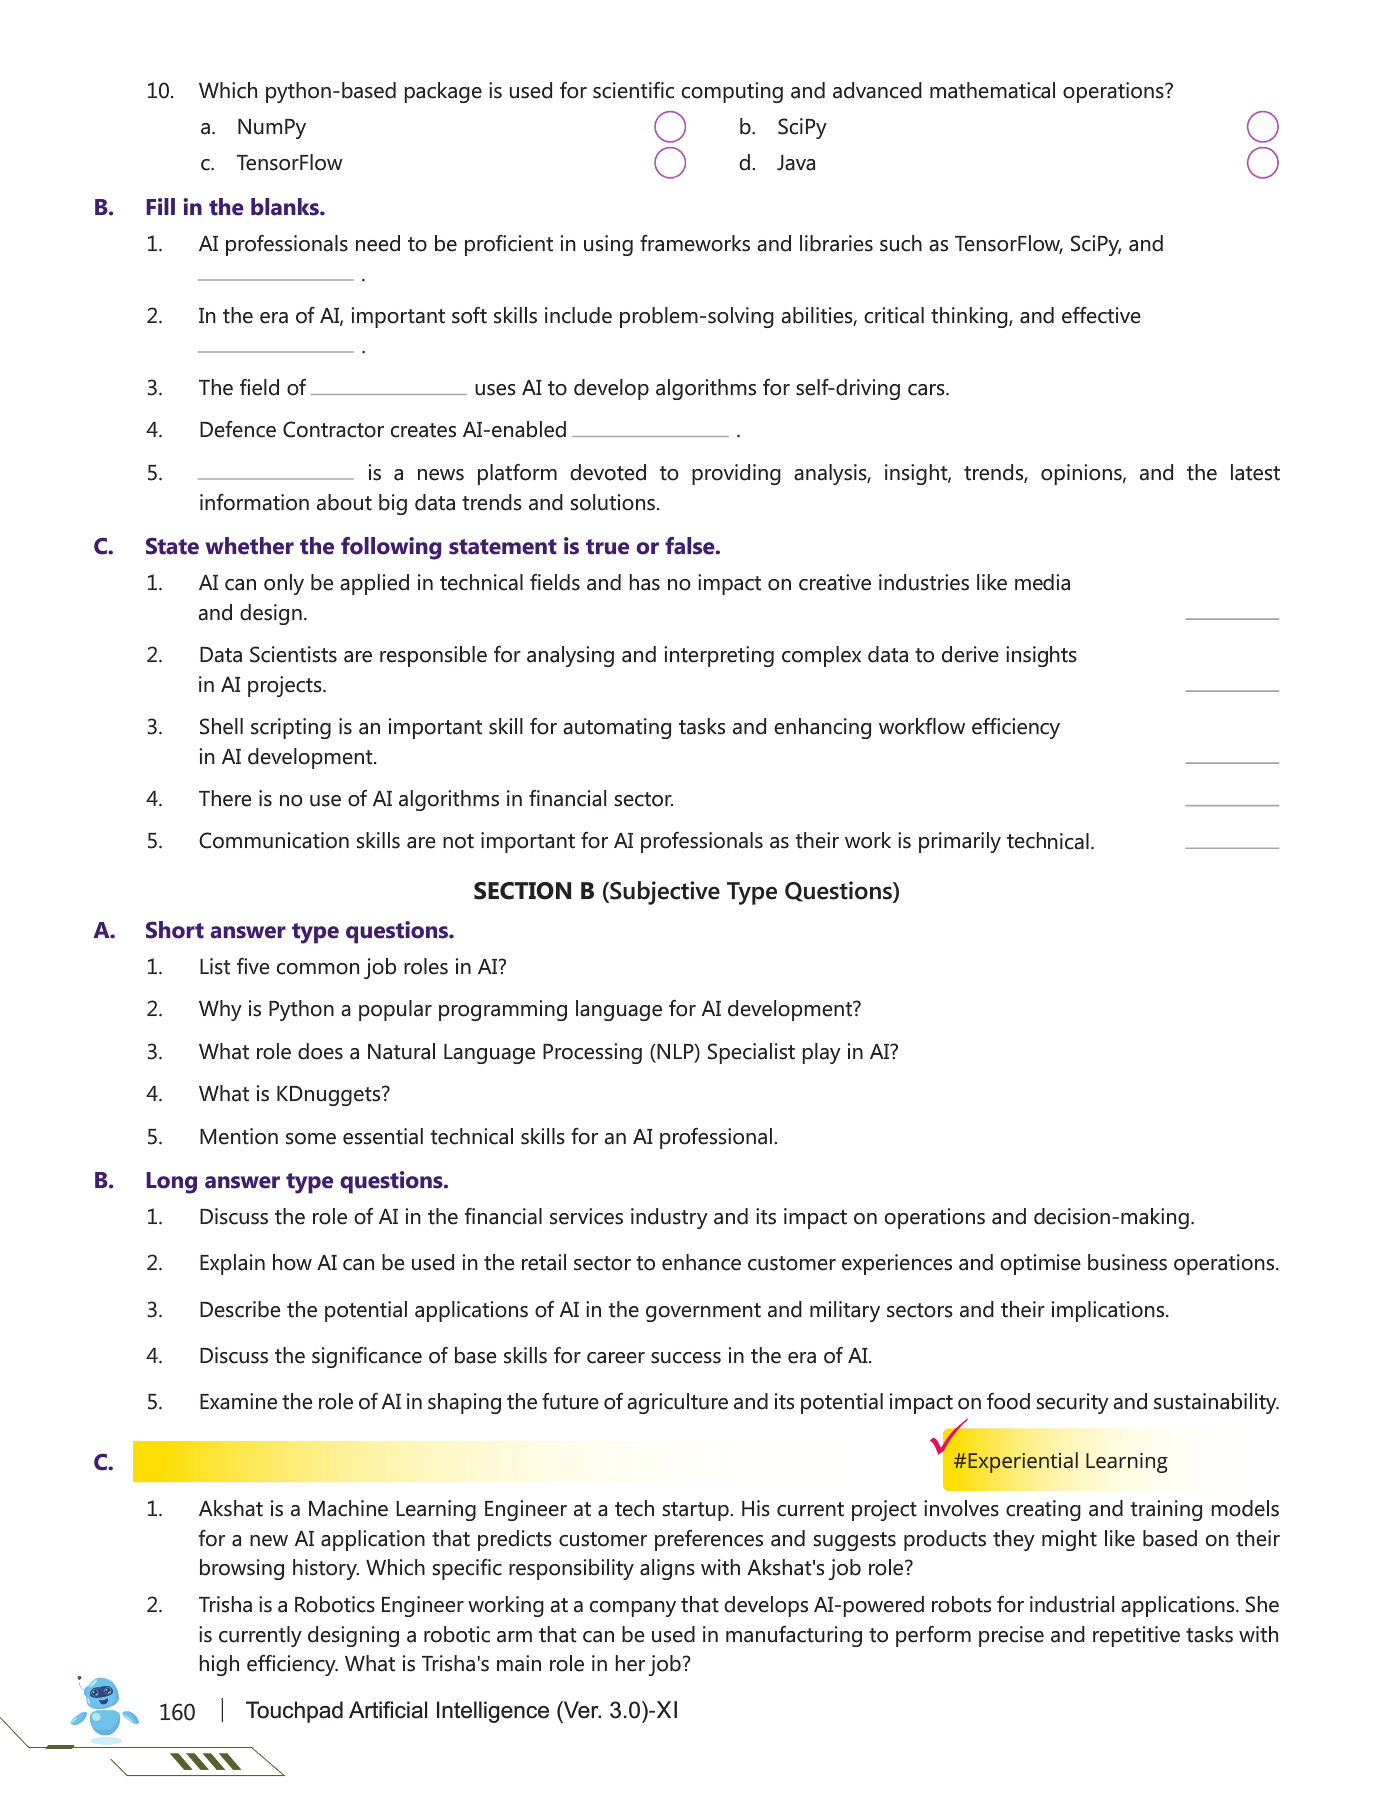 10. Which python-based package is used for scientific computing and advanced mathematical operations?
a. NumPy b. SciPy
c. TensorFlow d. Java
B. Fill in the blanks.
1. AI professionals need to be proficient in using frameworks and libraries such as TensorFlow, SciPy, and
____________ .
2. In the era of AI, important soft skills include problem-solving abilities, critical thinking, and effective
____________ .
3. The field of ____________ uses AI to develop algorithms for self-driving cars.
4. Defence Contractor creates AI-enabled ____________ .
5. ____________ is a news platform devoted to providing analysis, insight, trends, opinions, and the latest
information about big data trends and solutions.
C. State whether the following statement is true or false.
1. AI can only be applied in technical fields and has no impact on creative industries like media
and design. ________
2. Data Scientists are responsible for analysing and interpreting complex data to derive insights
in AI projects. ________
3. Shell scripting is an important skill for automating tasks and enhancing workflow efficiency
in AI development. ________
4. There is no use of AI algorithms in financial sector. ________
5. Communication skills are not important for AI professionals as their work is primarily technical. ________
SECTION B (Subjective Type Questions)
A. Short answer type questions.
1. List five common job roles in AI?
2. Why is Python a popular programming language for AI development?
3. What role does a Natural Language Processing (NLP) Specialist play in AI?
4. What is KDnuggets?
5. Mention some essential technical skills for an AI professional.
B. Long answer type questions.
1. Discuss the role of AI in the financial services industry and its impact on operations and decision-making.
2. Explain how AI can be used in the retail sector to enhance customer experiences and optimise business operations.
3. Describe the potential applications of AI in the government and military sectors and their implications.
4. Discuss the significance of base skills for career success in the era of AI.
5. Examine the role of AI in shaping the future of agriculture and its potential impact on food security and sustainability.
C. #Experiential Learning
1. Akshat is a Machine Learning Engineer at a tech startup. His current project involves creating and training models
for a new AI application that predicts customer preferences and suggests products they might like based on their
browsing history. Which specific responsibility aligns with Akshat's job role?
2. Trisha is a Robotics Engineer working at a company that develops AI-powered robots for industrial applications. She
is currently designing a robotic arm that can be used in manufacturing to perform precise and repetitive tasks with
high efficiency. What is Trisha's main role in her job?
160 Touchpad Artificial Intelligence (Ver. 3.0)-XI